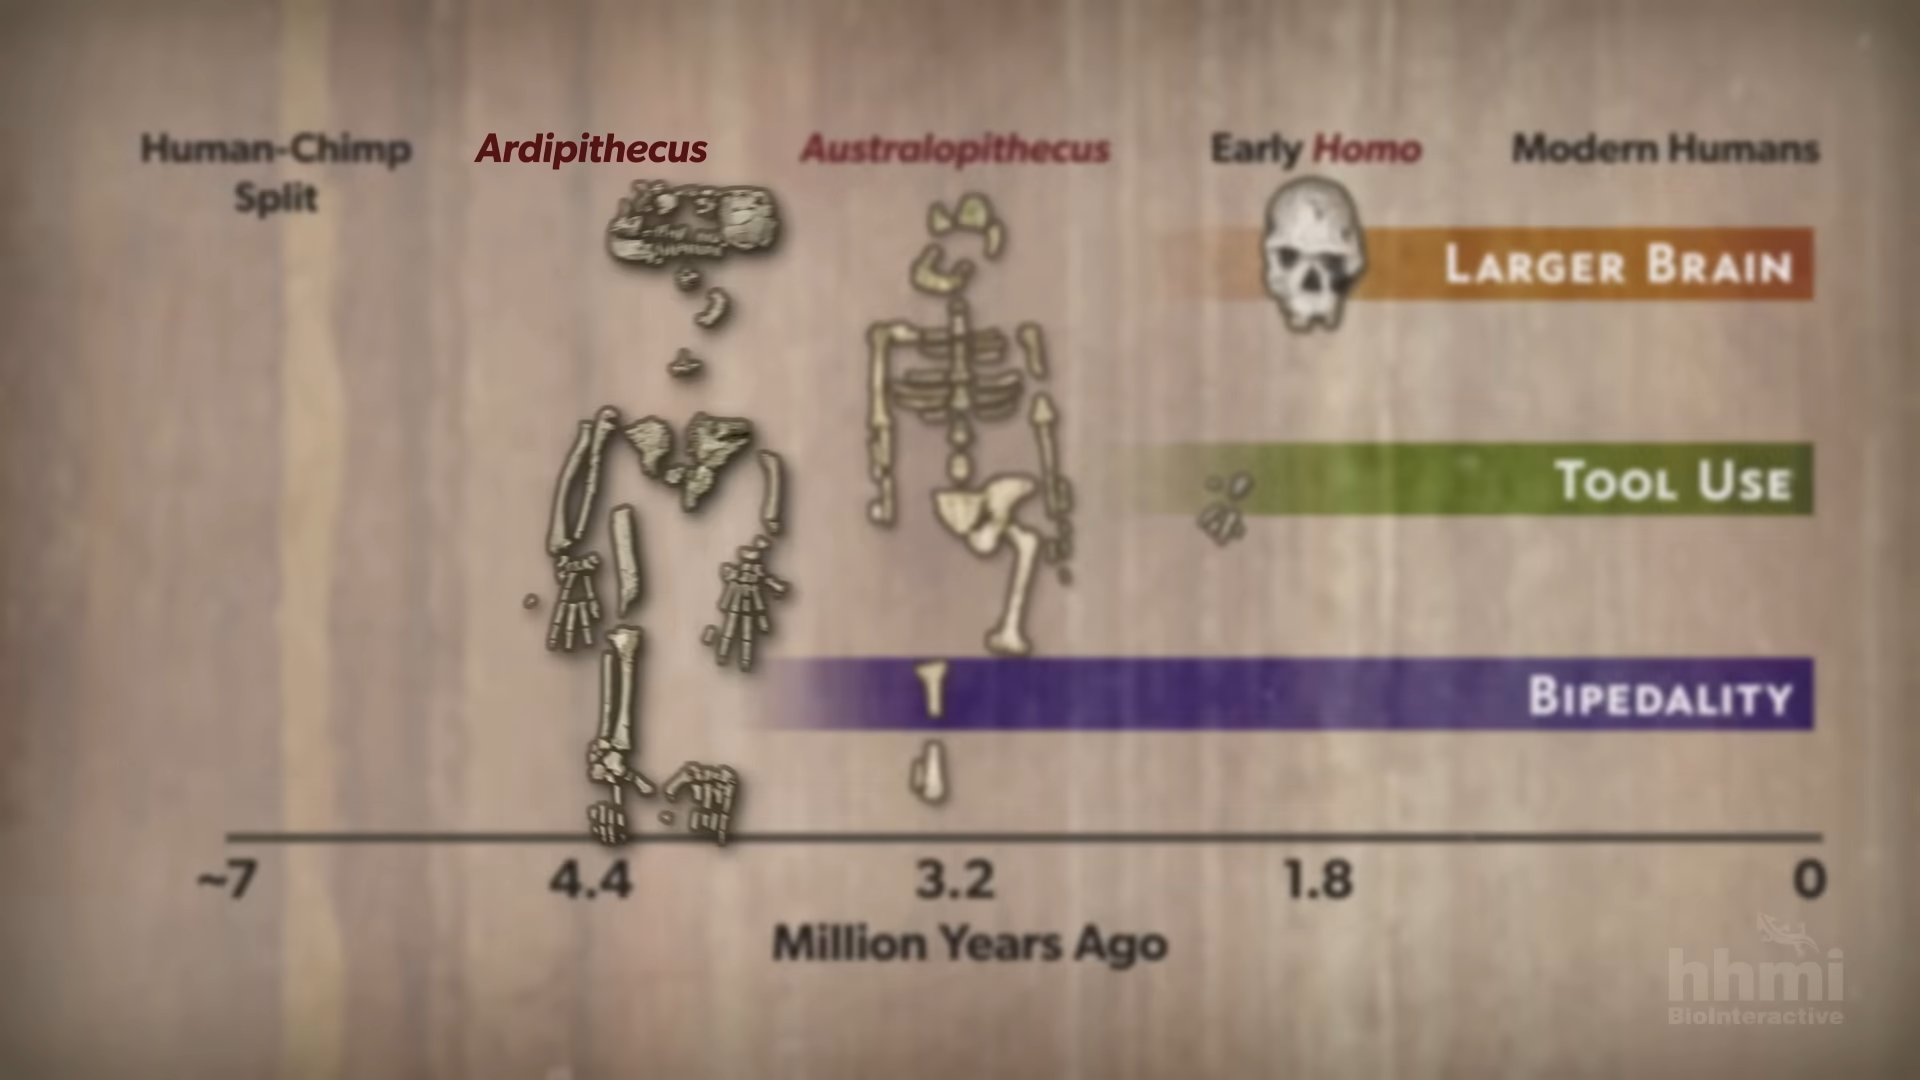 Human-Chimp
Split
Ardipithecus
Australopithecus
Early Homo
Modern Humans
LARGER BRAIN
TOOL USE
BIPEDALITY
~7
4.4
3.2
1.8
0
Million Years Ago
hhmi
BioInteractive